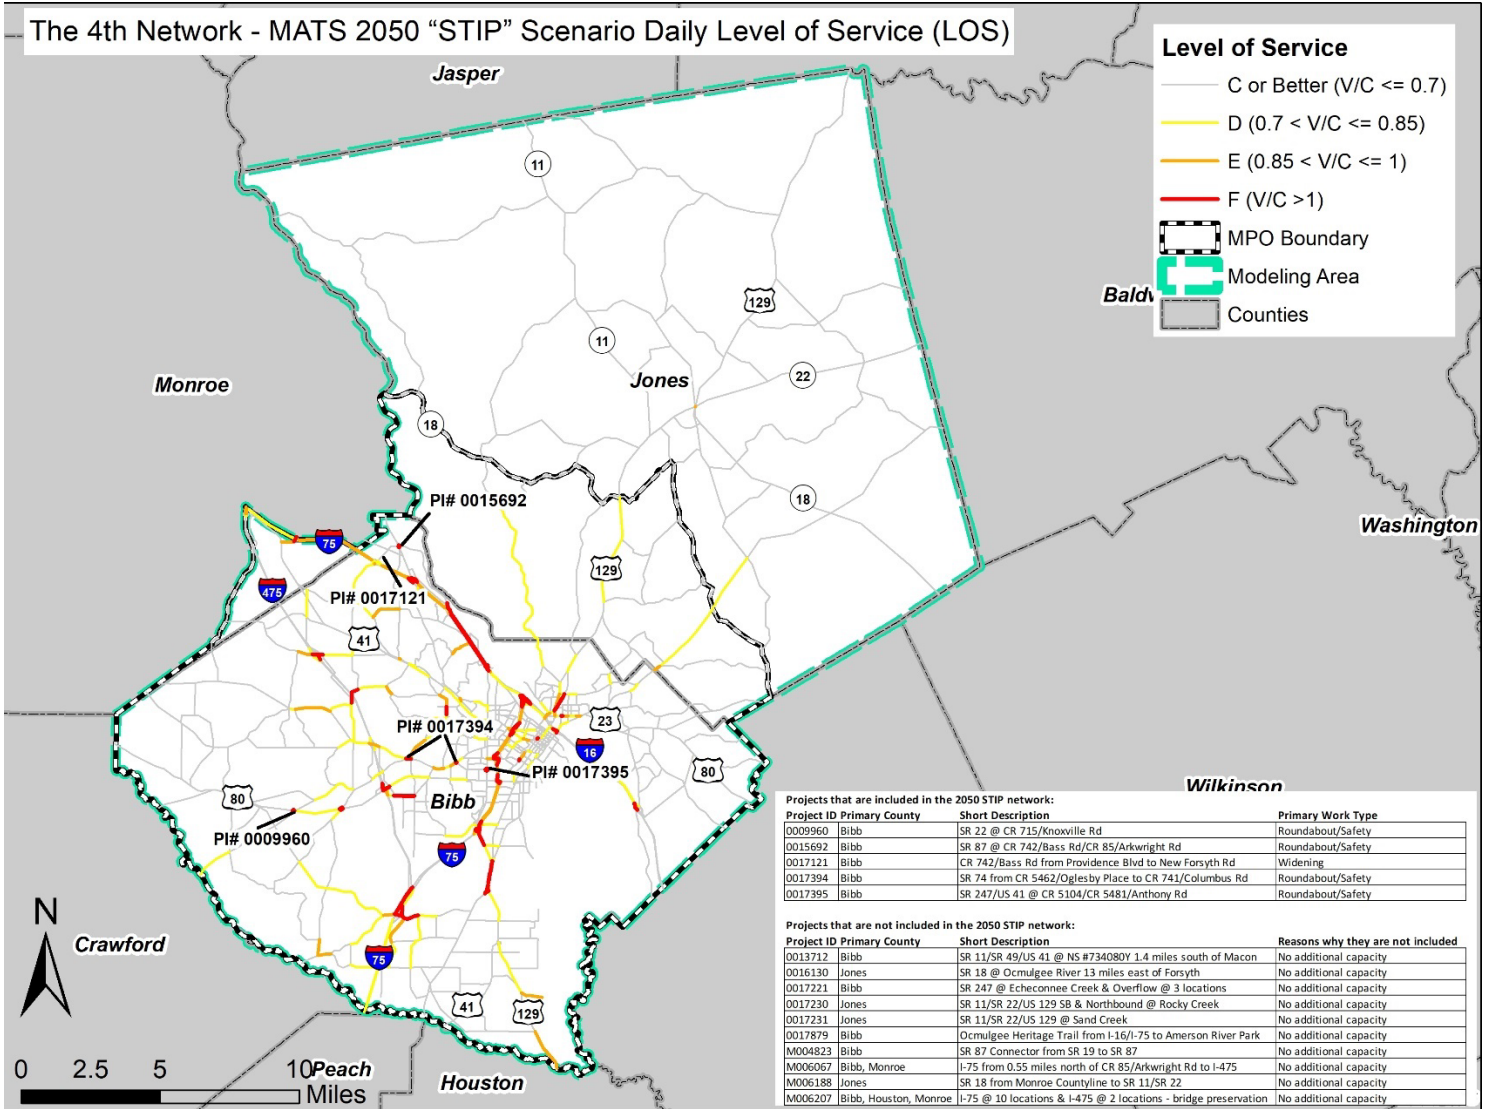 The 4th Network - MATS 2050 “STIP” Scenario Daily Level of Service (LOS)
Level of Service
C or Better (V/C <= 0.7)
D (0.7 < V/C <= 0.85)
E (0.85 < V/C <= 1)
F (V/C >1)
MPO Boundary
Modeling Area
Counties
Jasper
11
129
Baldw
11
Jones
22
Monroe
18
18
PI# 0015692
Washington
75
129
475
PI# 0017121
41
PI# 0017394
23
16
PI# 0017395
80
80
Bibb
Wilkinson
PI# 0009960
75
N
Crawford
75
41
129
0 2.5 5 10
Miles
Peach
Houston
Projects that are included in the 2050 STIP network:
Project ID Primary County Short Description Primary Work Type
0009960 Bibb SR 22 @ CR 715/Knoxville Rd Roundabout/Safety
0015692 Bibb SR 87 @ CR 742/Bass Rd/CR 85/Arkwright Rd Roundabout/Safety
0017121 Bibb CR 742/Bass Rd from Providence Blvd to New Forsyth Rd Widening
0017394 Bibb SR 74 from CR 5462/Oglesby Place to CR 741/Columbus Rd Roundabout/Safety
0017395 Bibb SR 247/US 41 @ CR 5104/CR 5481/Anthony Rd Roundabout/Safety
Projects that are not included in the 2050 STIP network:
Project ID Primary County Short Description Reasons why they are not included
0013712 Bibb SR 11/SR 49/US 41 @ NS #734080Y 1.4 miles south of Macon No additional capacity
0016130 Jones SR 18 @ Ocmulgee River 13 miles east of Forsyth No additional capacity
0017221 Bibb SR 247 @ Echeconnee Creek & Overflow @ 3 locations No additional capacity
0017230 Jones SR 11/SR 22/US 129 SB & Northbound @ Rocky Creek No additional capacity
0017231 Jones SR 11/SR 22/US 129 @ Sand Creek No additional capacity
0017879 Bibb Ocmulgee Heritage Trail from I-16/I-75 to Amerson River Park No additional capacity
M004823 Bibb SR 87 Connector from SR 19 to SR 87 No additional capacity
M006067 Bibb, Monroe I-75 from 0.55 miles north of CR 85/Arkwright Rd to I-475 No additional capacity
M006188 Jones SR 18 from Monroe Countyline to SR 11/SR 22 No additional capacity
M006207 Bibb, Houston, Monroe I-75 @ 10 locations & I-475 @ 2 locations - bridge preservation No additional capacity